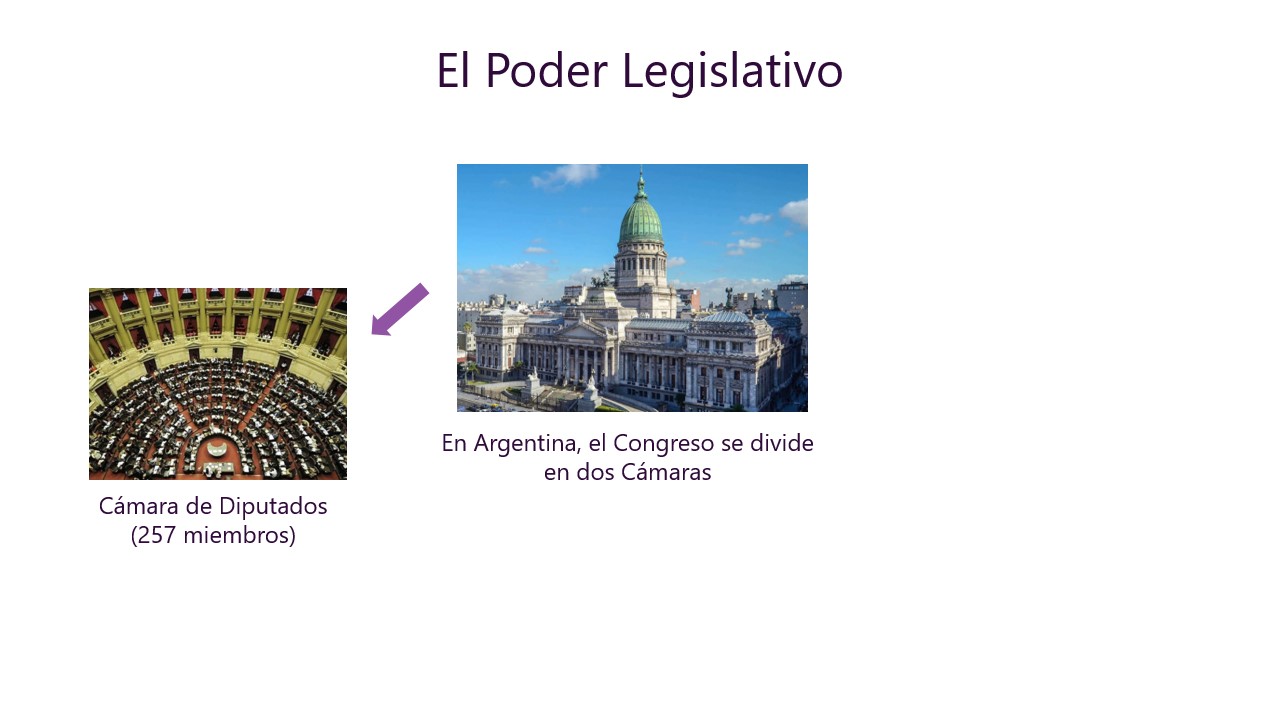 El Poder Legislativo
En Argentina, el Congreso se divide
en dos Cámaras
Cámara de Diputados
(257 miembros)